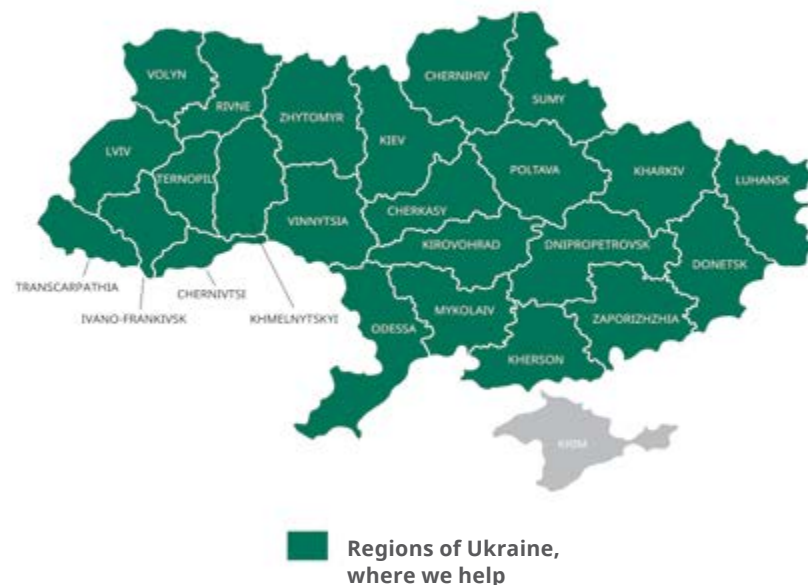 VOLYN
RIVNE
ZHYTOMYR
KIEV
CHERNIHIV
SUMY
LVIV
TERNOPIL
VINNYTSIA
CHERKASY
POLTAVA
KHARKIV
LUHANSK
KIROVOHRAD
DNIPROPETROVSK
DONETSK
TRANSCARPATHIA
IVANO-FRANKIVSK
CHERNIVTSI
KHMELNYTSKYI
ODESSA
MYKOLAIV
ZAPORIZHZHIA
KHERSON
KRIM
Regions of Ukraine,
where we help